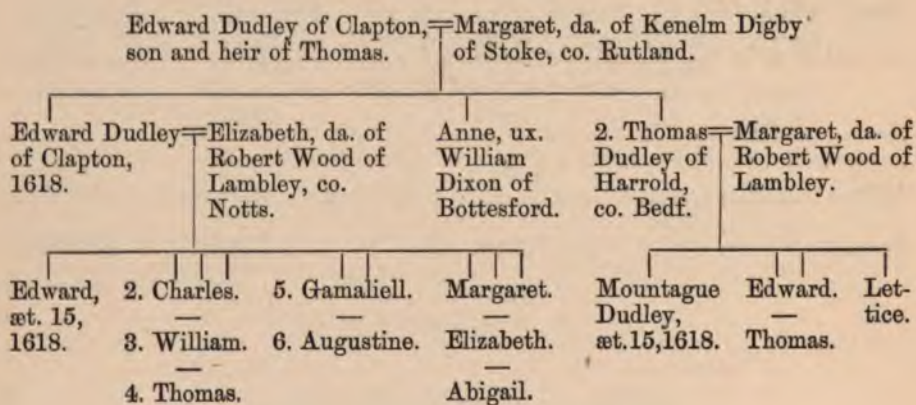 Edward Dudley of Clapton,
son and heir of Thomas.
Margaret, da. of Kenelm Digby
of Stoke, co. Rutland.
Edward Dudley
of Clapton,
1618.
Elizabeth, da. of
Robert Wood of
Lambley, co.
Notts.
Anne, ux.
William
Dixon of
Bottesford.
2. Thomas
Dudley of
Harrold,
co. Bedf.
Margaret, da. of
Robert Wood of
Lambley.
Edward,
æt. 15,
1618.
2. Charles.
—
3. William.
—
4. Thomas.
5. Gamaliell.
—
6. Augustine.
Margaret.
—
Elizabeth.
—
Abigail.
Mountague
Dudley,
æt.15,1618.
Edward.
—
Thomas.
Let-
tice.